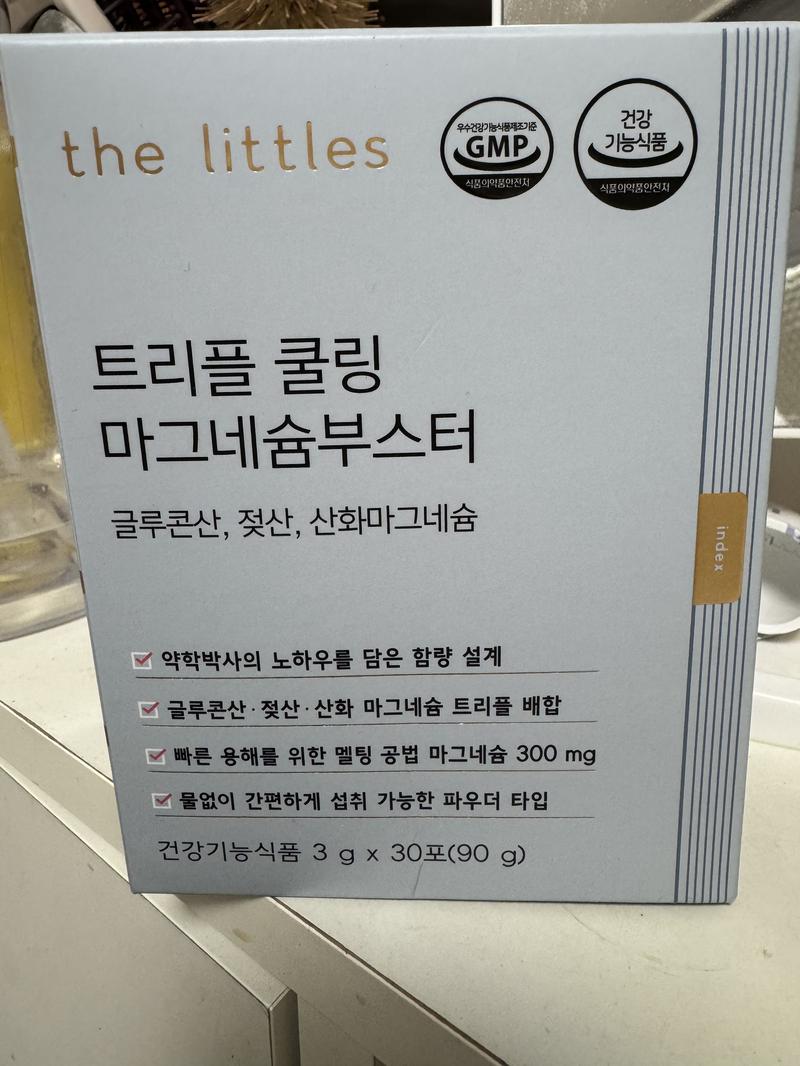 the littles
우수건강기능식품제조기준
GMP
식품의약품안전처
건강
기능식품
식품의약품안전처
트리플 쿨링
마그네슘부스터
글루콘산, 젖산, 산화마그네슘
index
약학박사의 노하우를 담은 함량 설계
글루콘산·젖산·산화 마그네슘 트리플 배합
빠른 용해를 위한 멜팅 공법 마그네슘 300 mg
물없이 간편하게 섭취 가능한 파우더 타입
건강기능식품 3 g x 30포(90 g)